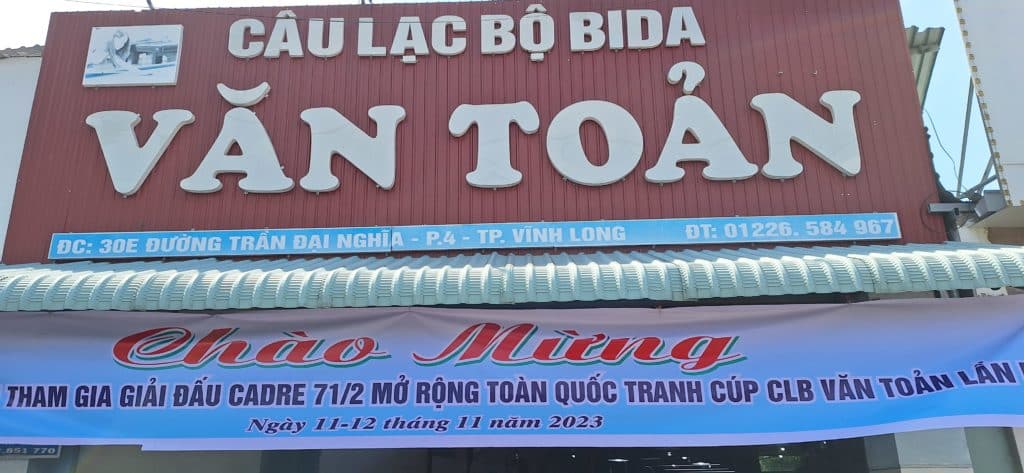 CÂU LẠC BỘ BIDA
VĂN TOẢN
ĐC: 30E ĐƯỜNG TRẦN ĐẠI NGHĨA - P.4 - TP. VĨNH LONG ĐT: 01226. 584 967
Chào Mừng
THAM GIA GIẢI ĐẤU CADRE 71/2 MỞ RỘNG TOÀN QUỐC TRANH CÚP CLB VĂN TOẢN LẦN
Ngày 11-12 tháng 11 năm 2023
.651 770